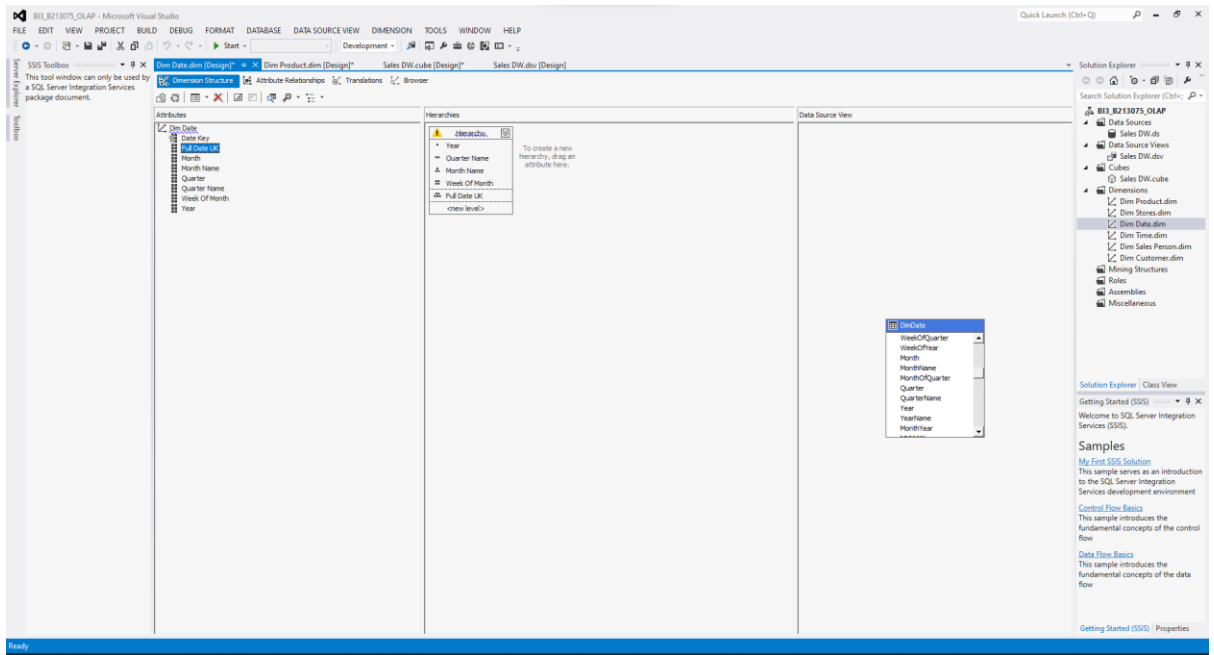 BI3_B213075_OLAP - Microsoft Visual Studio
Quick Launch (Ctrl+Q)
FILE EDIT VIEW PROJECT BUILD DEBUG FORMAT DATABASE DATA SOURCE VIEW DIMENSION TOOLS WINDOW HELP
Start
Development
Server Explorer
Toolbox
SSIS Toolbox
This tool window can only be used by
a SQL Server Integration Services
package document.
Dim Date.dim [Design]* Dim Product.dim [Design]* Sales DW.cube [Design]* Sales DW.dsv [Design]
Dimension Structure Attribute Relationships Translations Browser
Attributes
Dim Date
Date Key
Full Date UK
Month
Month Name
Quarter
Quarter Name
Week Of Month
Year
Hierarchies
Hierarchy
Year
Quarter Name
Month Name
Week Of Month
Full Date UK
<new level>
To create a new
hierarchy, drag an
attribute here.
Data Source View
DimDate
WeekOfQuarter
WeekOfYear
Month
MonthName
MonthOfQuarter
Quarter
QuarterName
Year
YearName
MonthYear
Solution Explorer
Search Solution Explorer (Ctrl+;
BI3_B213075_OLAP
Data Sources
Sales DW.ds
Data Source Views
Sales DW.dsv
Cubes
Sales DW.cube
Dimensions
Dim Product.dim
Dim Stores.dim
Dim Date.dim
Dim Time.dim
Dim Sales Person.dim
Dim Customer.dim
Mining Structures
Roles
Assemblies
Miscellaneous
Solution Explorer Class View
Getting Started (SSIS)
Welcome to SQL Server Integration
Services (SSIS).
Samples
My First SSIS Solution
This sample serves as an introduction
to the SQL Server Integration
Services development environment
Control Flow Basics
This sample introduces the
fundamental concepts of the control
flow
Data Flow Basics
This sample introduces the
fundamental concepts of the data
flow
Getting Started (SSIS) Properties
Ready